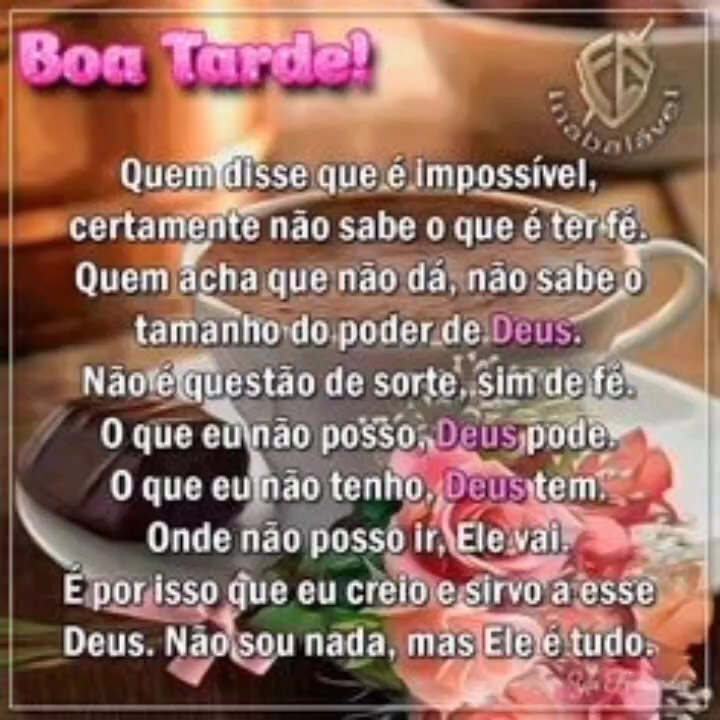 Boa Tarde!
Fé
Inabalável
Quem disse que é impossível,
certamente não sabe o que é ter fé.
Quem acha que não dá, não sabe o
tamanho do poder de Deus.
Não é questão de sorte, sim de fé.
O que eu não posso, Deus pode.
O que eu não tenho, Deus tem.
Onde não posso ir, Ele vai.
É por isso que eu creio e sirvo a esse
Deus. Não sou nada, mas Ele é tudo.